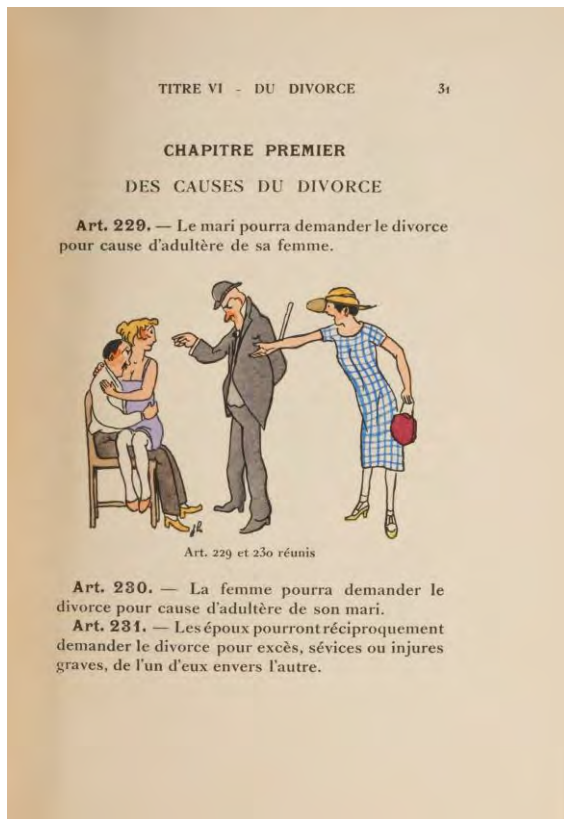 TITRE VI - DU DIVORCE 31
CHAPITRE PREMIER
DES CAUSES DU DIVORCE
Art. 229. — Le mari pourra demander le divorce
pour cause d'adultère de sa femme.
Art. 229 et 230 réunis
Art. 230. — La femme pourra demander le
divorce pour cause d'adultère de son mari.
Art. 231. — Les époux pourront réciproquement
demander le divorce pour excès, sévices ou injures
graves, de l'un d'eux envers l'autre.